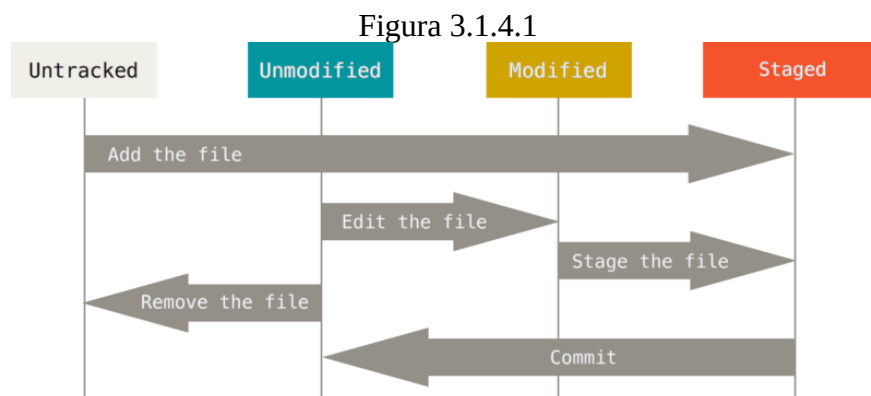 Figura 3.1.4.1
Untracked Unmodified Modified Staged
Add the file
Edit the file
Stage the file
Remove the file
Commit